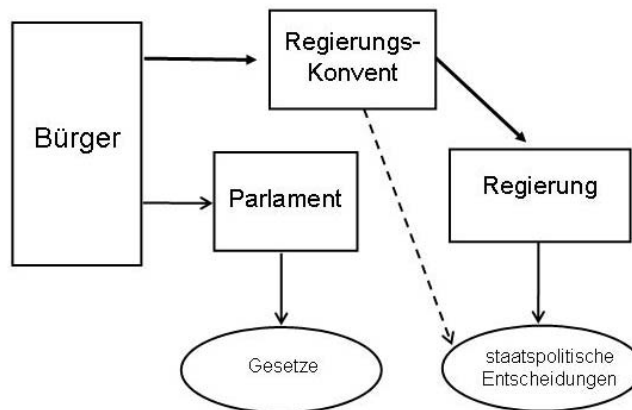 Regierungs-
Konvent
Bürger
Parlament
Regierung
Gesetze
staatspolitische
Entscheidungen